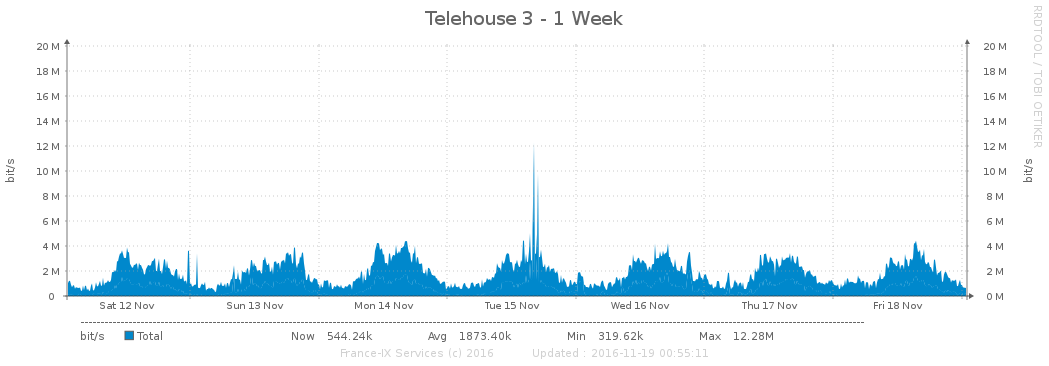 Telehouse 3 - 1 Week
RRDTOOL / TOBI OETIKER
bit/s
20 M 20 M
18 M 18 M
16 M 16 M
14 M 14 M
12 M 12 M
10 M 10 M
8 M 8 M
6 M 6 M
4 M 4 M
2 M 2 M
0 0 M
bit/s
Sat 12 Nov Sun 13 Nov Mon 14 Nov Tue 15 Nov Wed 16 Nov Thu 17 Nov Fri 18 Nov
bit/s Total Now 544.24k Avg 1873.40k Min 319.62k Max 12.28M
France-IX Services (c) 2016 Updated : 2016-11-19 00:55:11